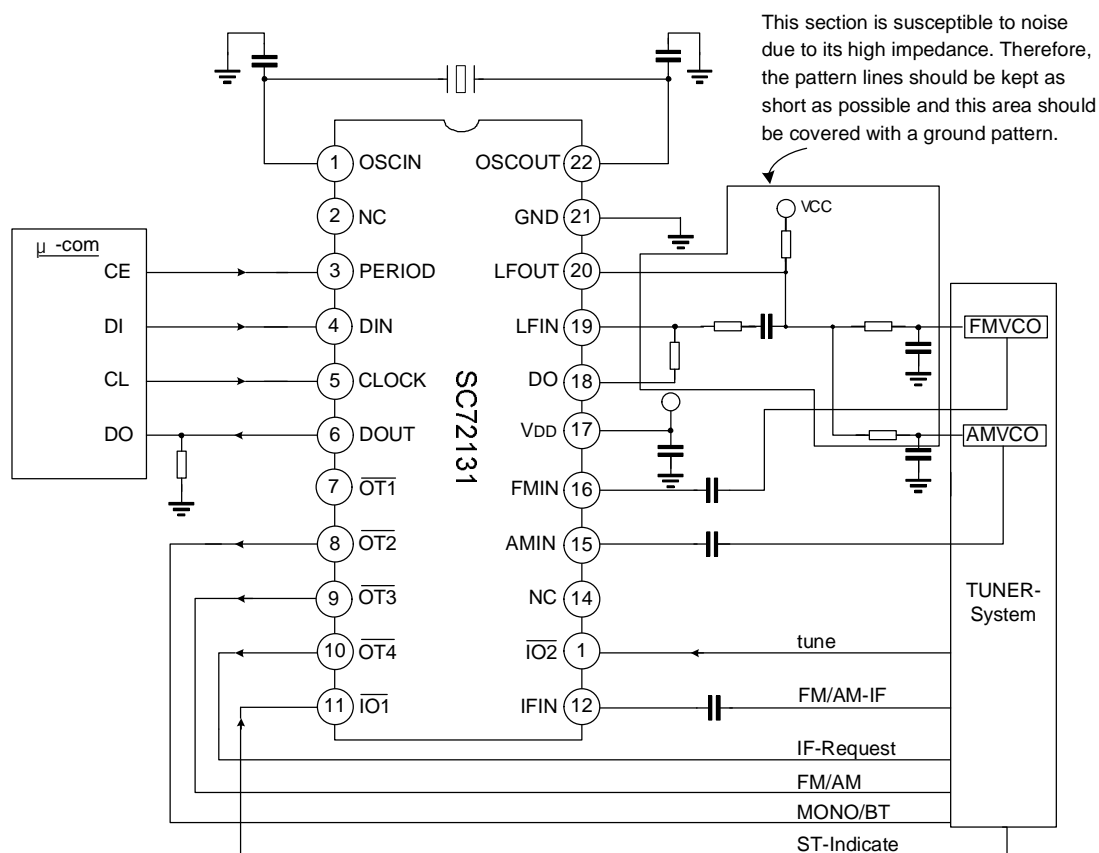 This section is susceptible to noise
due to its high impedance. Therefore,
the pattern lines should be kept as
short as possible and this area should
be covered with a ground pattern.
1 OSCIN
OSCOUT 22
2 NC
GND 21
VCC
μ -com
CE
3 PERIOD
LFOUT 20
DI
4 DIN
LFIN 19
FMVCO
CL
5 CLOCK
DO 18
DO
6 DOUT
VDD 17
AMVCO
SC72131
7 OT1
FMIN 16
8 OT2
AMIN 15
9 OT3
NC 14
TUNER-
System
10 OT4
IO2 1
tune
11 IO1
IFIN 12
FM/AM-IF
IF-Request
FM/AM
MONO/BT
ST-Indicate